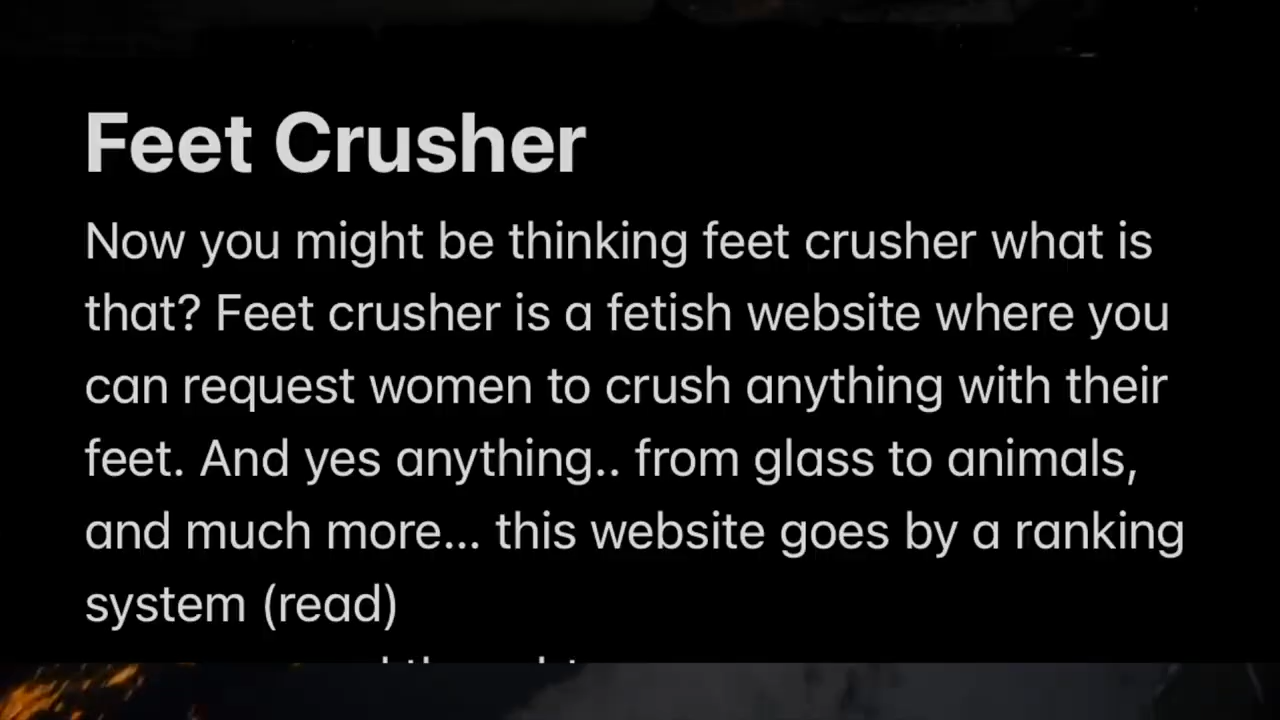 Feet Crusher
Now you might be thinking feet crusher what is
that? Feet crusher is a fetish website where you
can request women to crush anything with their
feet. And yes anything.. from glass to animals,
and much more... this website goes by a ranking
system (read)